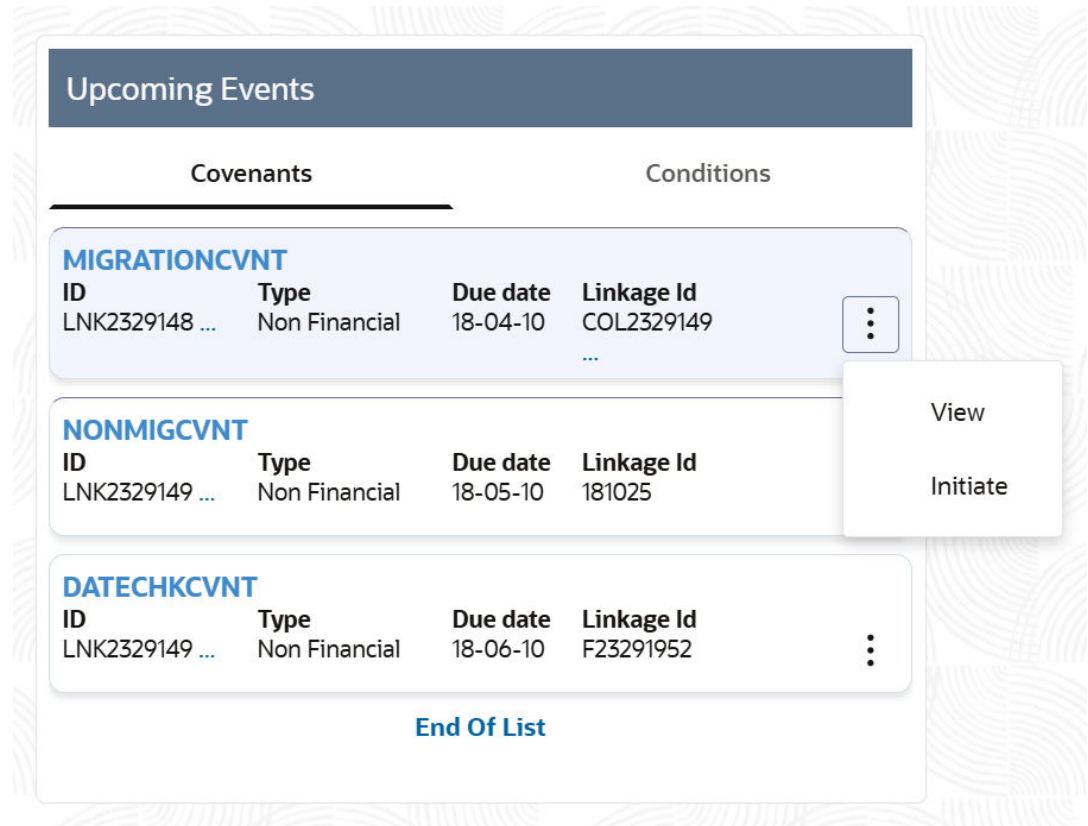 Upcoming Events
Covenants Conditions
MIGRATIONCVNT
ID Type Due date Linkage Id
LNK2329148 ... Non Financial 18-04-10 COL2329149
...
View
Initiate
NONMIGCVNT
ID Type Due date Linkage Id
LNK2329149 ... Non Financial 18-05-10 181025
DATECHKCVNT
ID Type Due date Linkage Id
LNK2329149 ... Non Financial 18-06-10 F23291952
End Of List